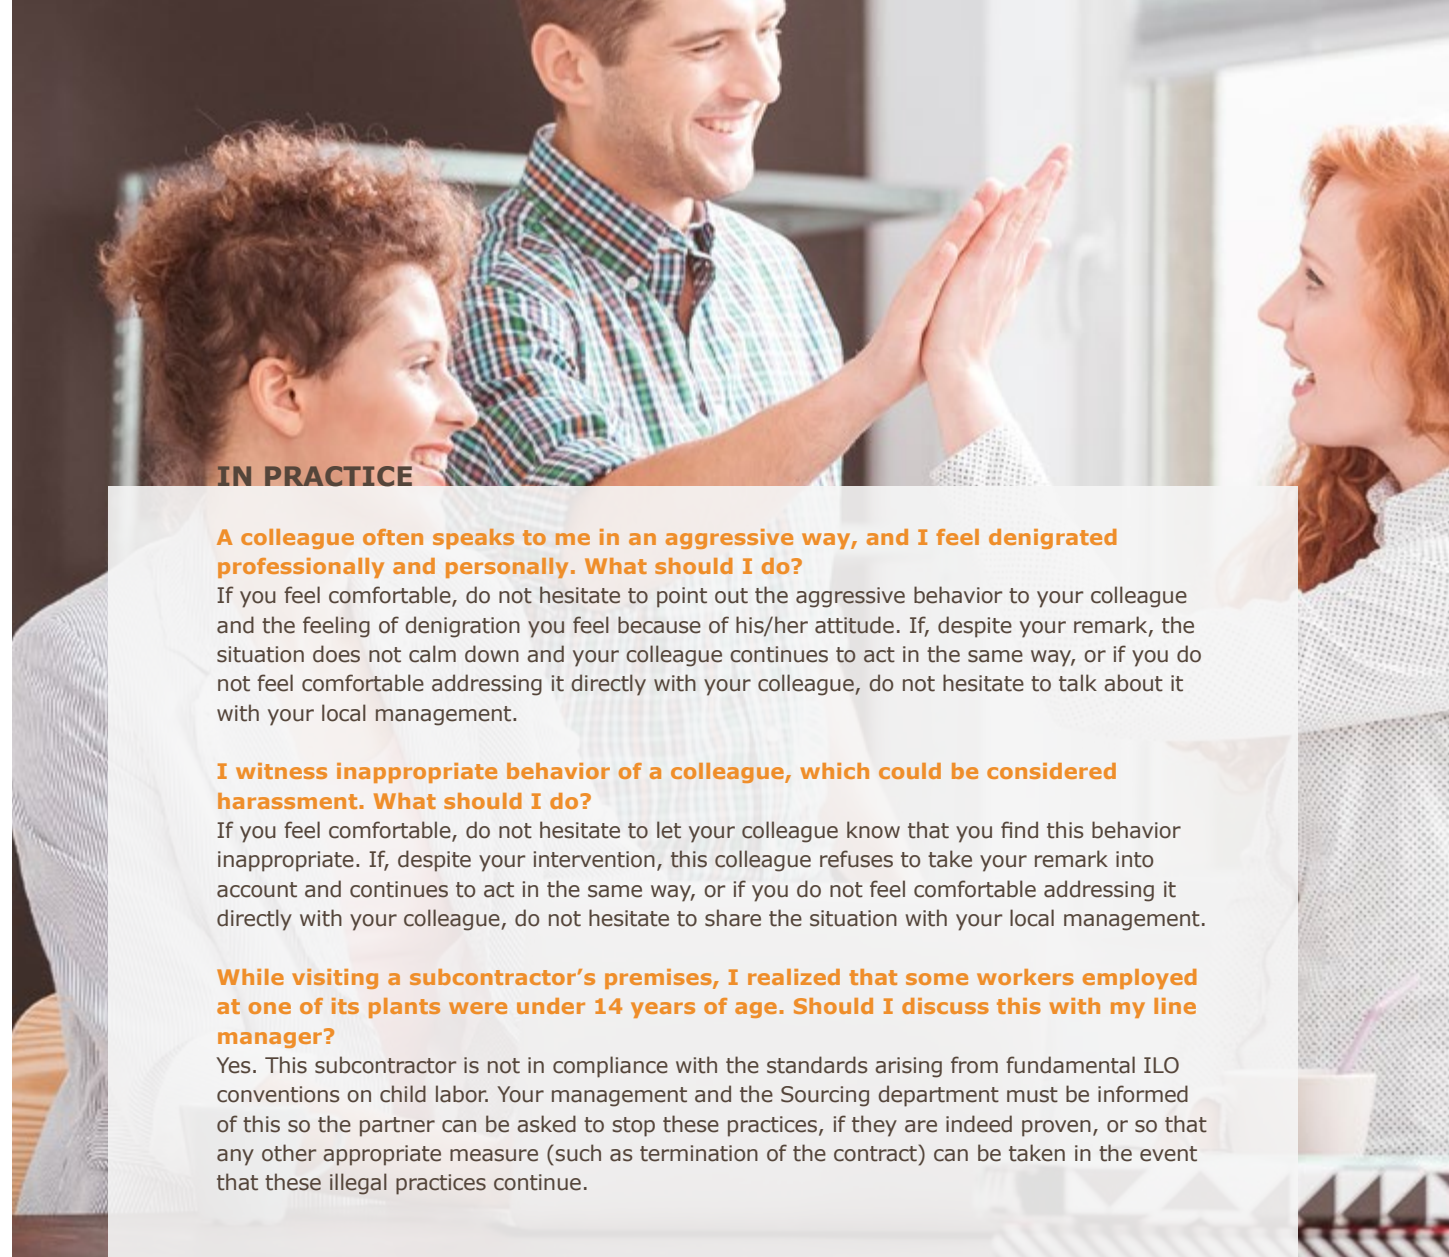 IN PRACTICE
A colleague often speaks to me in an aggressive way, and I feel denigrated
professionally and personally. What should I do?
If you feel comfortable, do not hesitate to point out the aggressive behavior to your colleague
and the feeling of denigration you feel because of his/her attitude. If, despite your remark, the
situation does not calm down and your colleague continues to act in the same way, or if you do
not feel comfortable addressing it directly with your colleague, do not hesitate to talk about it
with your local management.
I witness inappropriate behavior of a colleague, which could be considered
harassment. What should I do?
If you feel comfortable, do not hesitate to let your colleague know that you find this behavior
inappropriate. If, despite your intervention, this colleague refuses to take your remark into
account and continues to act in the same way, or if you do not feel comfortable addressing it
directly with your colleague, do not hesitate to share the situation with your local management.
While visiting a subcontractor’s premises, I realized that some workers employed
at one of its plants were under 14 years of age. Should I discuss this with my line
manager?
Yes. This subcontractor is not in compliance with the standards arising from fundamental ILO
conventions on child labor. Your management and the Sourcing department must be informed
of this so the partner can be asked to stop these practices, if they are indeed proven, or so that
any other appropriate measure (such as termination of the contract) can be taken in the event
that these illegal practices continue.